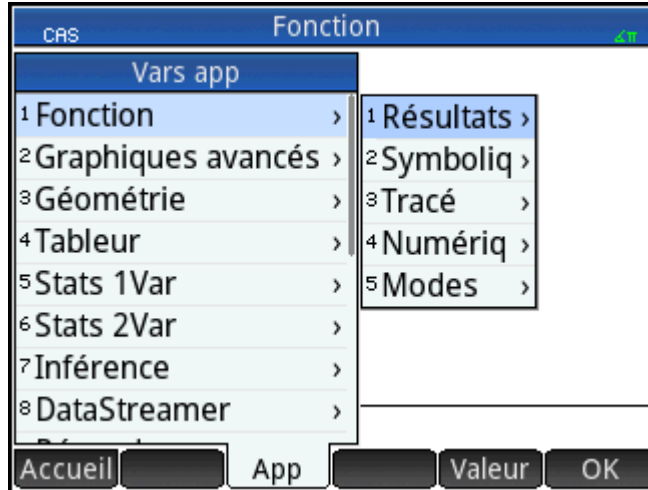 Fonction
CAS
∡π
Vars app
1 Fonction ›
2 Graphiques avancés ›
3 Géométrie ›
4 Tableur ›
5 Stats 1Var ›
6 Stats 2Var ›
7 Inférence ›
8 DataStreamer ›
1 Résultats ›
2 Symboliq ›
3 Tracé ›
4 Numériq ›
5 Modes ›
Accueil
App
Valeur
OK